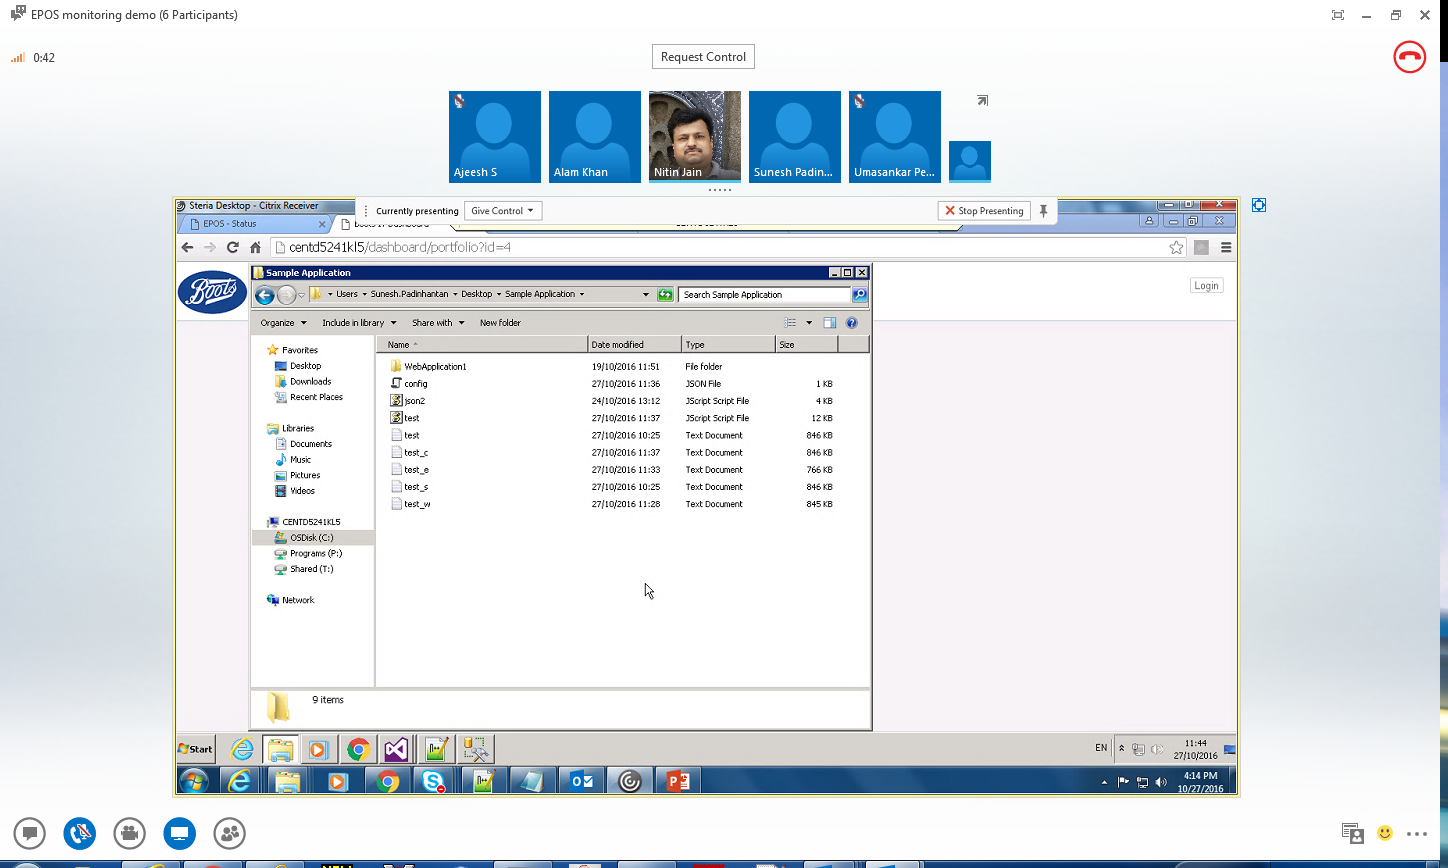 EPOS monitoring demo (6 Participants)
0:42
Request Control
Ajeesh S
Alam Khan
Nitin Jain
Sunesh Padin...
Umasankar Pe...
Steria Desktop - Citrix Receiver
Currently presenting
Give Control
Stop Presenting
EPOS - Status
centd5241kl5/dashboard/portfolio?id=4
Boots
Login
Sample Application
Users
Sunesh.Padinhantan
Desktop
Sample Application
Search Sample Application
Organize
Include in library
Share with
New folder
Favorites
Desktop
Downloads
Recent Places
Libraries
Documents
Music
Pictures
Videos
CENTD5241KL5
OSDisk (C:)
Programs (P:)
Shared (T:)
Network
Name Date modified Type Size
WebApplication1 19/10/2016 11:51 File folder
config 27/10/2016 11:36 JSON File 1 KB
json2 24/10/2016 13:12 JScript Script File 4 KB
test 27/10/2016 11:37 JScript Script File 12 KB
test 27/10/2016 10:25 Text Document 846 KB
test_c 27/10/2016 11:37 Text Document 846 KB
test_e 27/10/2016 11:33 Text Document 766 KB
test_s 27/10/2016 10:25 Text Document 846 KB
test_w 27/10/2016 11:28 Text Document 845 KB
9 items
Start
EN
11:44
27/10/2016
4:14 PM
10/27/2016